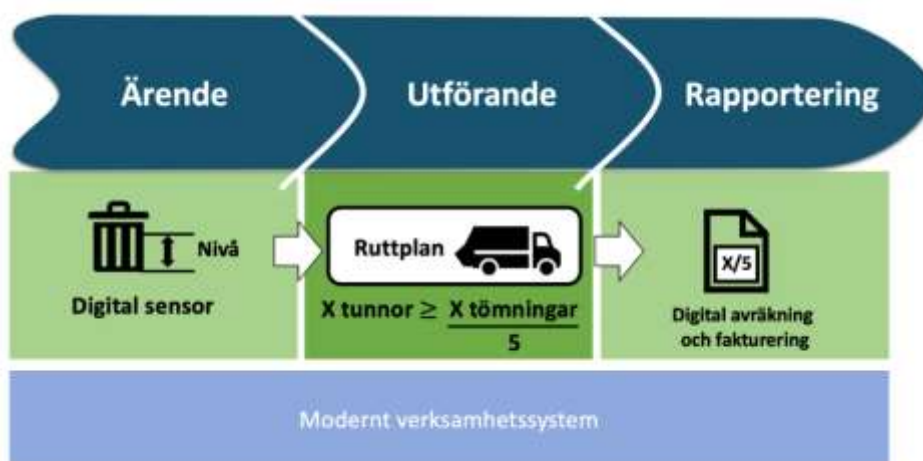 Ärende
Utförande
Rapportering
Nivå
Digital sensor
Ruttplan
X tunnor ≥ X tömningar
5
X/5
Digital avräkning
och fakturering
Modernt verksamhetssystem